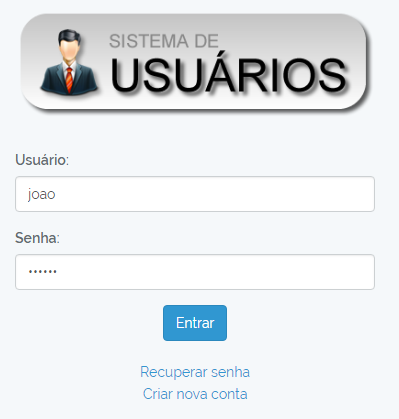 SISTEMA DE
USUÁRIOS
Usuário:
joao
Senha:
••••••
Entrar
Recuperar senha
Criar nova conta